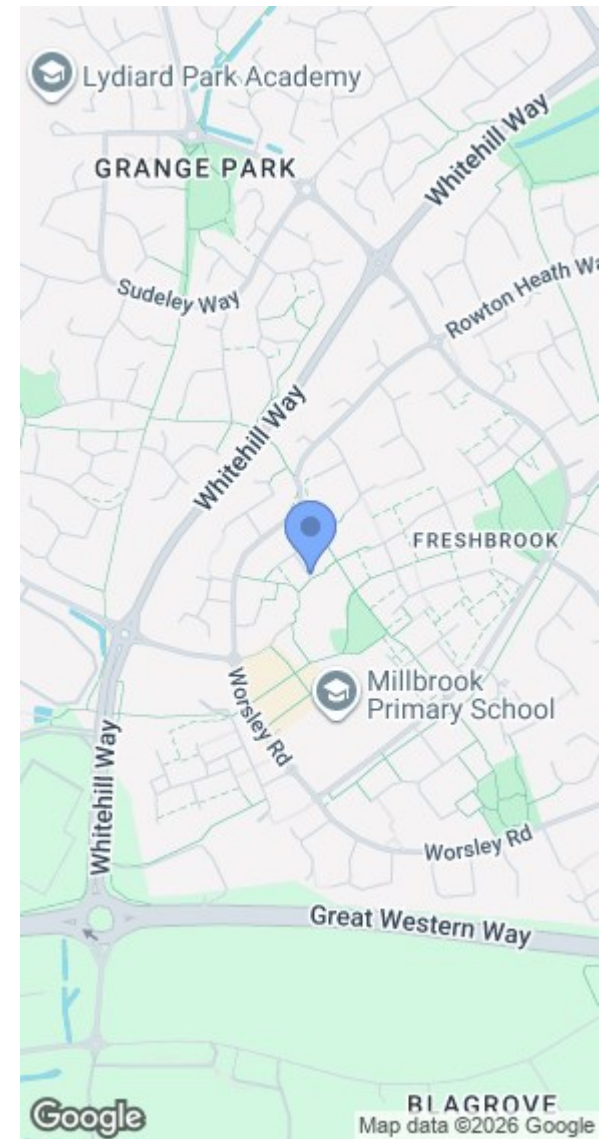 Lydiard Park Academy
GRANGE PARK
Whitehill Way
Sudeley Way
Rowton Heath Wa
Whitehill Way
FRESHBROOK
Millbrook
Primary School
Worsley Rd
Whitehill Way
Worsley Rd
Great Western Way
BLAGROVE
Google
Map data ©2026 Google